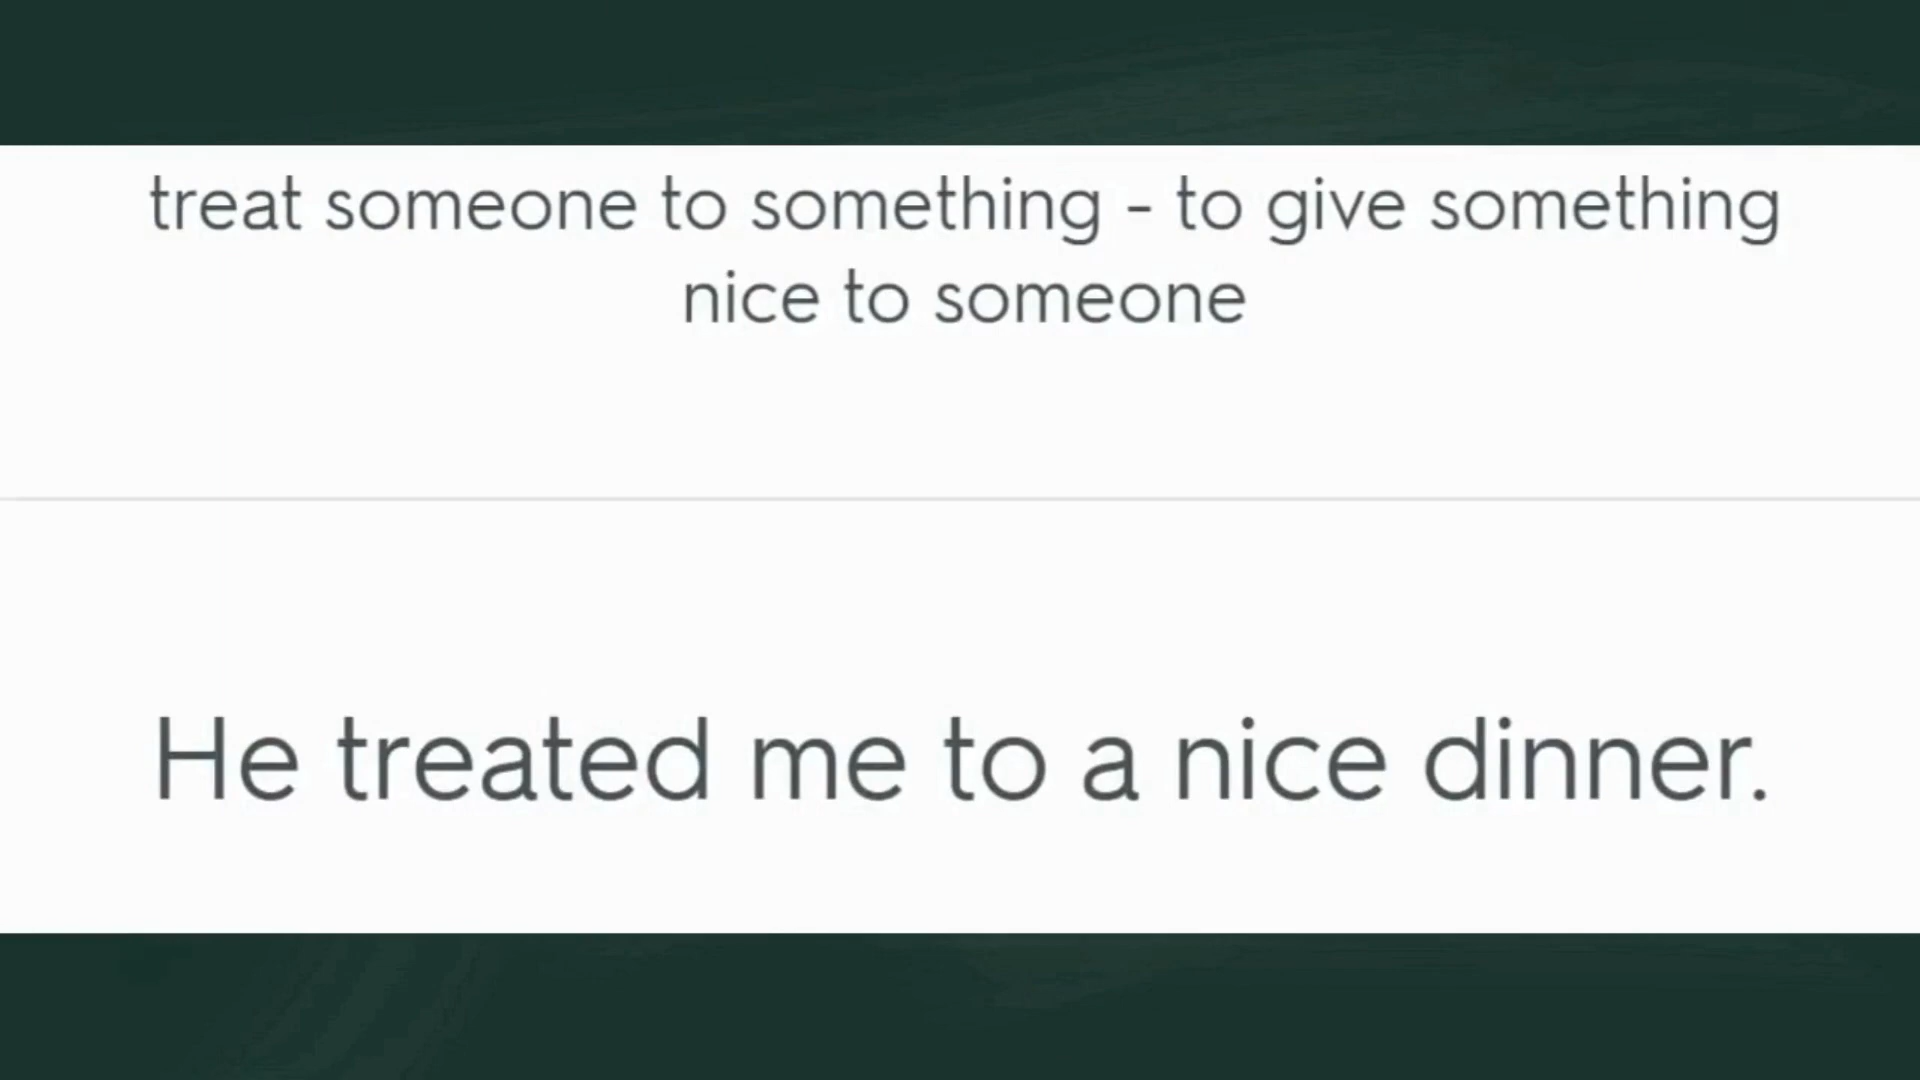 treat someone to something - to give something
nice to someone
He treated me to a nice dinner.